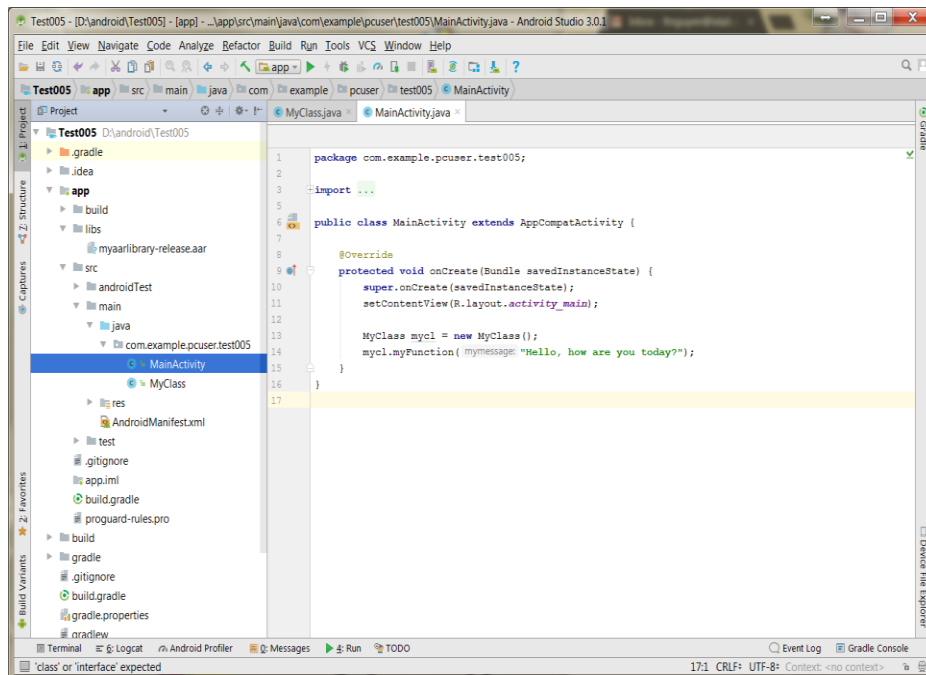 Test005 - [D:\android\Test005] - [app] - ...\app\src\main\java\com\example\pcuser\test005\MainActivity.java - Android Studio 3.0.1
File Edit View Navigate Code Analyze Refactor Build Run Tools VCS Window Help
app
Test005 app src main java com example pcuser test005 MainActivity
1: Project
Z: Structure
Captures
2: Favorites
Build Variants
Project
MyClass.java
MainActivity.java
Gradle
Device File Explorer
Test005 D:\android\Test005
.gradle
.idea
app
build
libs
myaarlibrary-release.aar
src
androidTest
main
java
com.example.pcuser.test005
MainActivity
MyClass
res
AndroidManifest.xml
test
.gitignore
app.iml
build.gradle
proguard-rules.pro
build
gradle
.gitignore
build.gradle
gradle.properties
gradlew
1 package com.example.pcuser.test005;
2
3 import ...
5
6 public class MainActivity extends AppCompatActivity {
7
8 @Override
9 protected void onCreate(Bundle savedInstanceState) {
10 super.onCreate(savedInstanceState);
11 setContentView(R.layout.activity_main);
12
13 MyClass mycl = new MyClass();
14 mycl.myFunction( mymessage: "Hello, how are you today?");
15 }
16 }
17
Terminal 6: Logcat Android Profiler 0: Messages 4: Run TODO Event Log Gradle Console
'class' or 'interface' expected 17:1 CRLF÷ UTF-8÷ Context: <no context>